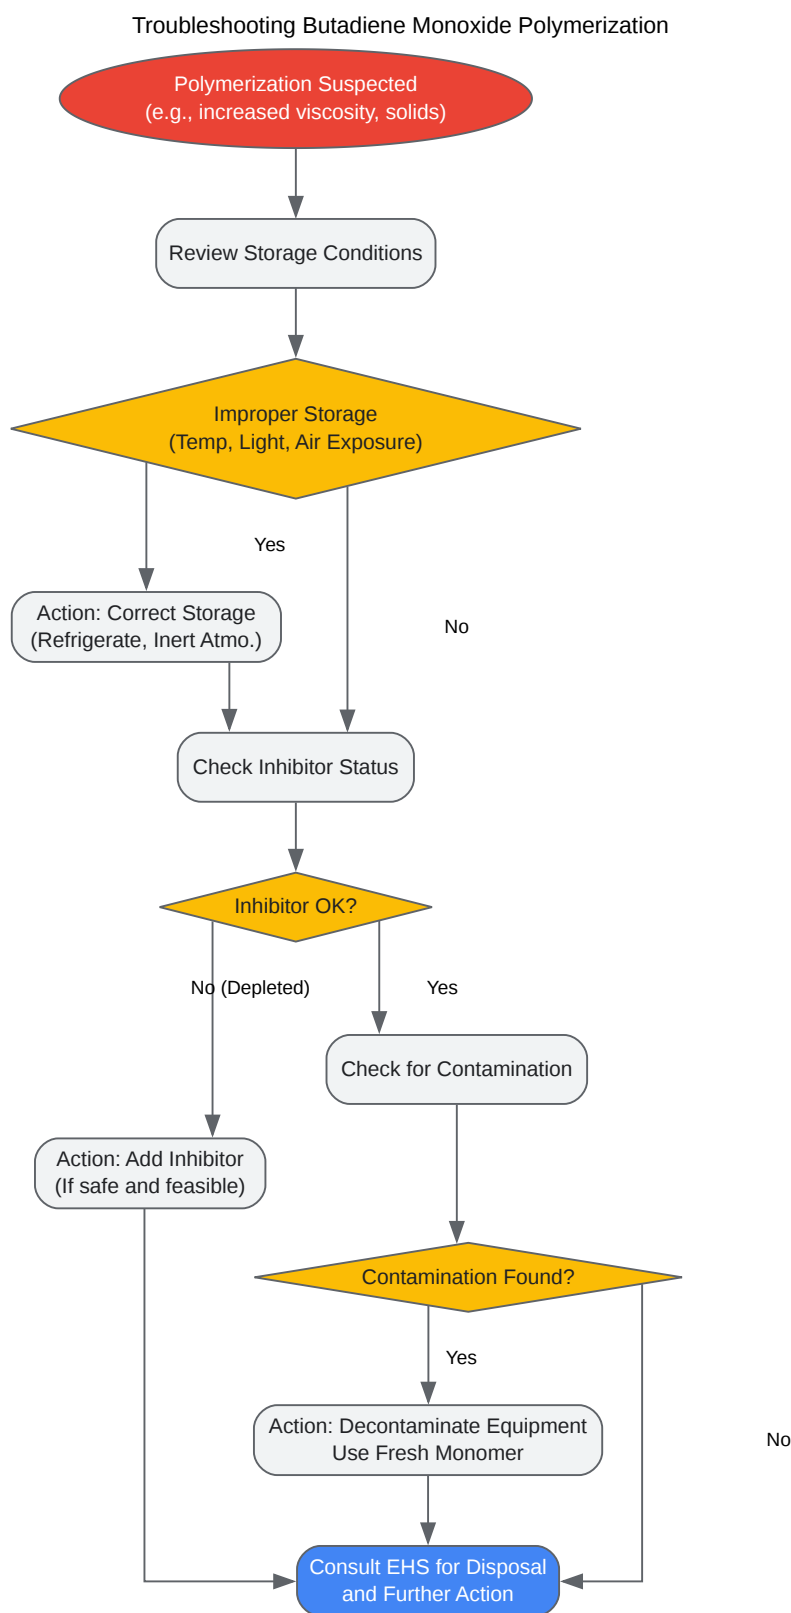 Troubleshooting Butadiene Monoxide Polymerization
Polymerization Suspected
(e.g., increased viscosity, solids)
Review Storage Conditions
Improper Storage
(Temp, Light, Air Exposure)
Yes
Action: Correct Storage
(Refrigerate, Inert Atmo.)
No
Check Inhibitor Status
Inhibitor OK?
No (Depleted)
Yes
Check for Contamination
Action: Add Inhibitor
(If safe and feasible)
Contamination Found?
Yes
Action: Decontaminate Equipment
Use Fresh Monomer
No
Consult EHS for Disposal
and Further Action